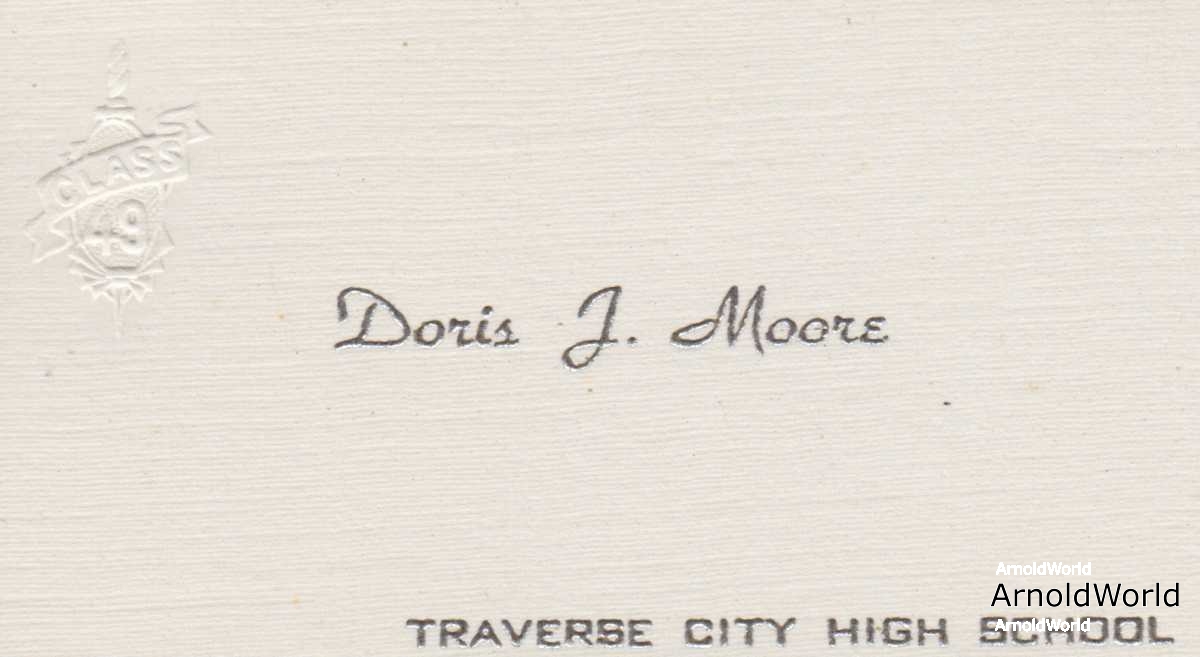 CLASS
49
Doris J. Moore
ArnoldWorld
ArnoldWorld
ArnoldWorld
TRAVERSE CITY HIGH SCHOOL